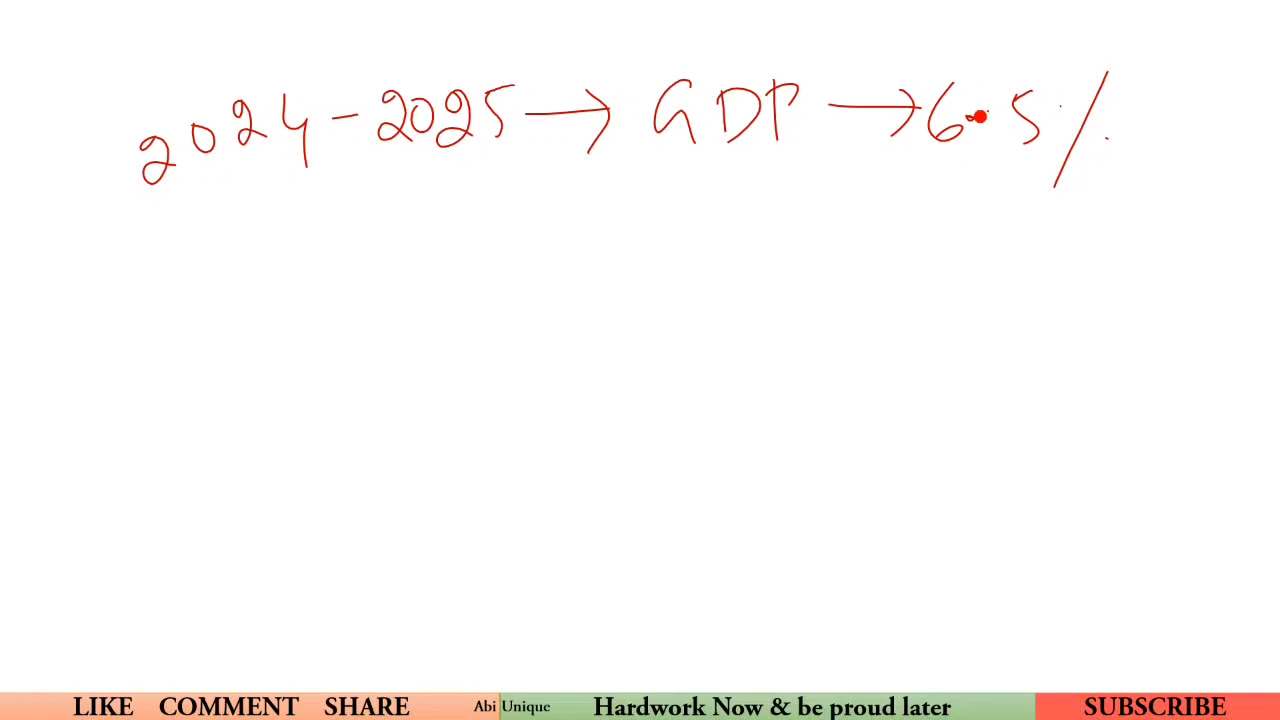 2024-2025 → GDP → 6.5%
LIKE COMMENT SHARE Abi Unique Hardwork Now & be proud later SUBSCRIBE